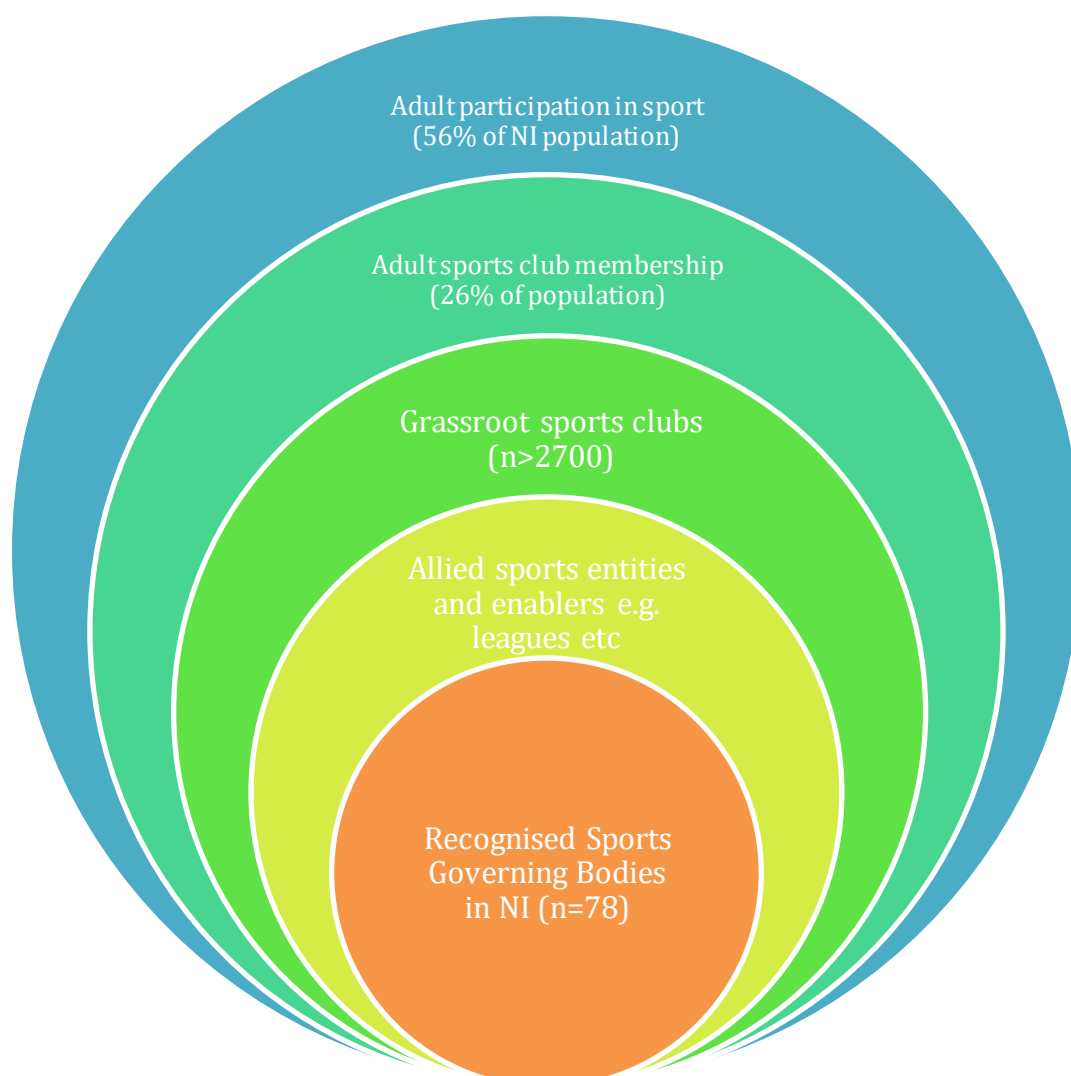 Adult participation in sport
(56% of NI population)
Adult sports club membership
(26% of population)
Grassroot sports clubs
(n>2700)
Allied sports entities
and enablers e.g.
leagues etc
Recognised Sports
Governing Bodies
in NI (n=78)